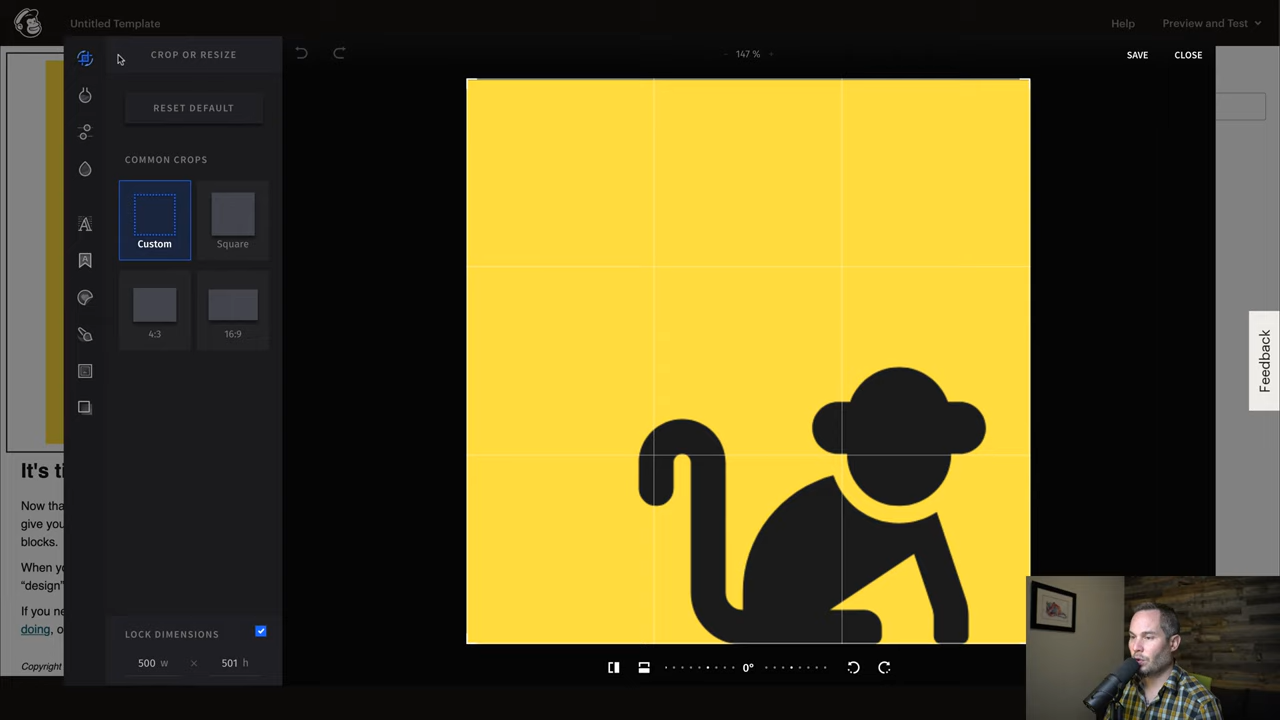 Untitled Template
Help
Preview and Test
CROP OR RESIZE
147 %
SAVE
CLOSE
RESET DEFAULT
COMMON CROPS
Custom
Square
4:3
16:9
Feedback
It's ti
Now tha
give you
blocks.
When yo
“design”
If you ne
doing, o
Copyright
LOCK DIMENSIONS
500 w × 501 h
0°